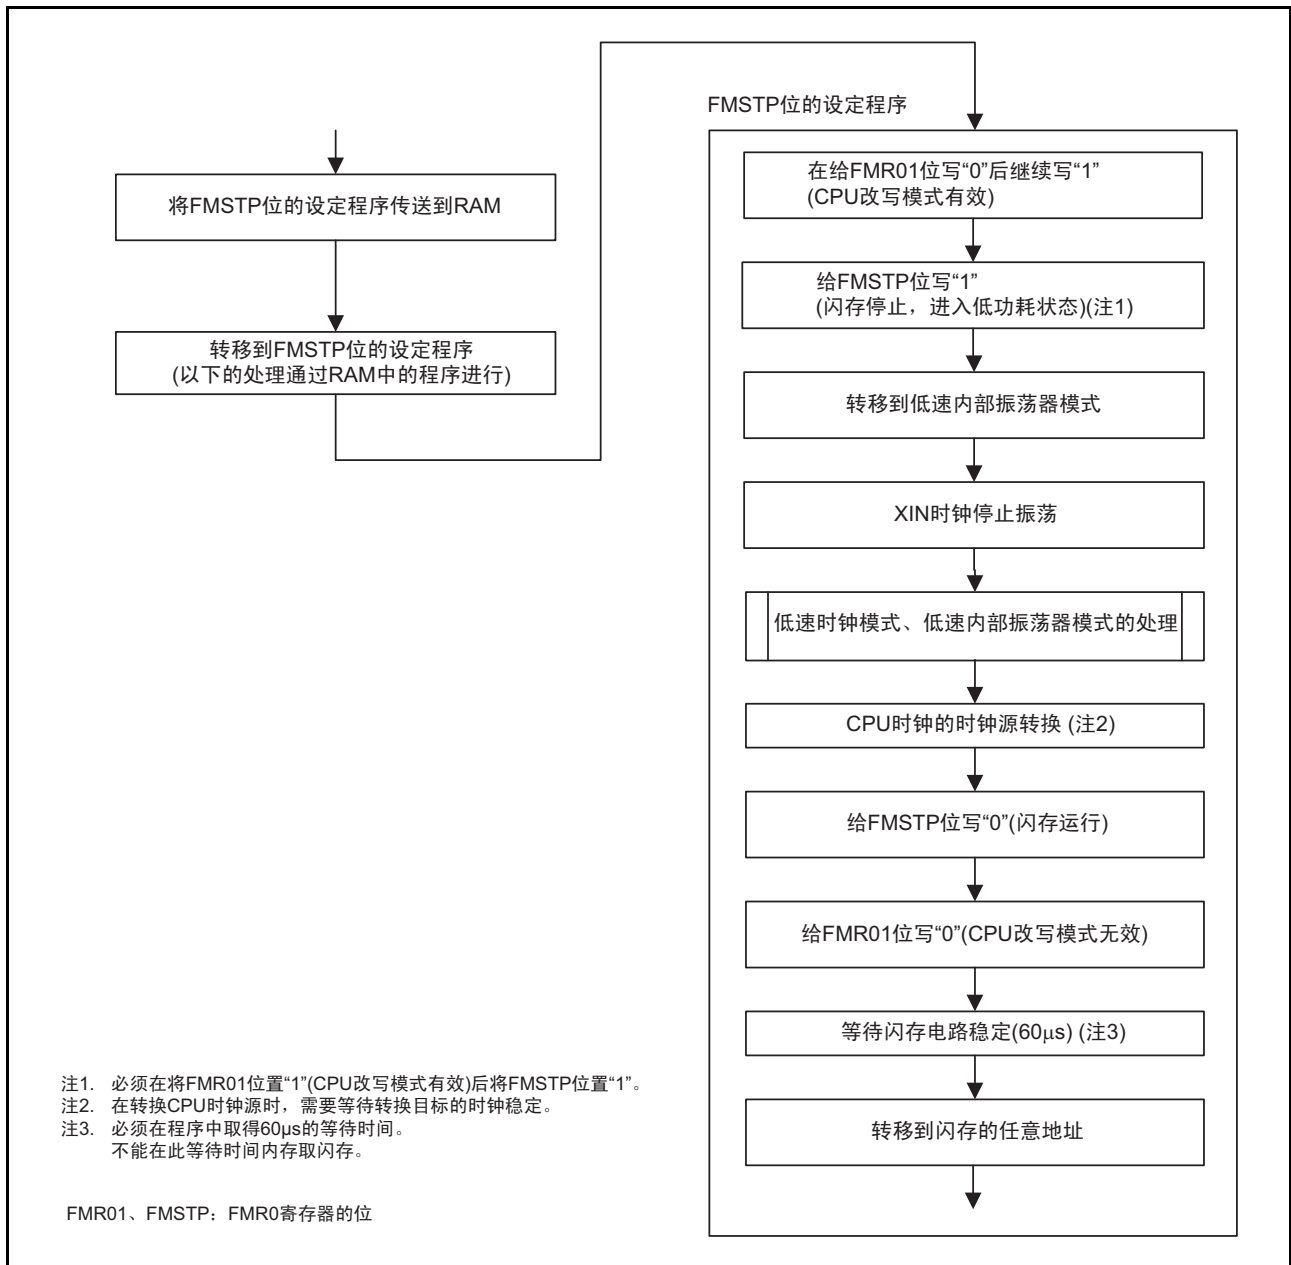 将FMSTP位的设定程序传送到RAM
转移到FMSTP位的设定程序
(以下的处理通过RAM中的程序进行)
FMSTP位的设定程序
在给FMR01位写“0”后继续写“1”
(CPU改写模式有效)
给FMSTP位写“1”
(闪存停止，进入低功耗状态)(注1)
转移到低速内部振荡器模式
XIN时钟停止振荡
低速时钟模式、低速内部振荡器模式的处理
CPU时钟的时钟源转换 (注2)
给FMSTP位写“0”(闪存运行)
给FMR01位写“0”(CPU改写模式无效)
等待闪存电路稳定(60μs) (注3)
转移到闪存的任意地址
注1. 必须在将FMR01位置“1”(CPU改写模式有效)后将FMSTP位置“1”。
注2. 在转换CPU时钟源时，需要等待转换目标的时钟稳定。
注3. 必须在程序中取得60μs的等待时间。
不能在此等待时间内存取闪存。
FMR01、FMSTP：FMR0寄存器的位